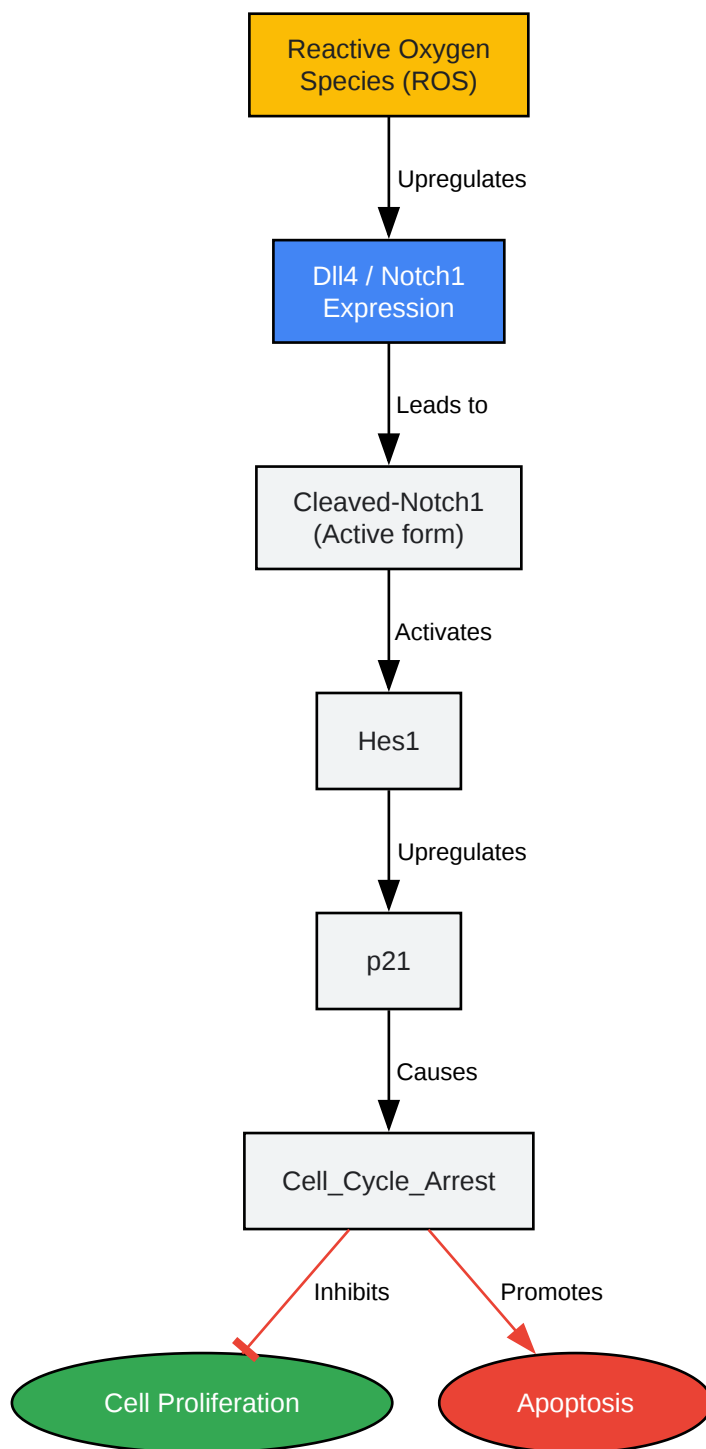 Reactive Oxygen
Species (ROS)
Upregulates
Dll4 / Notch1
Expression
Leads to
Cleaved-Notch1
(Active form)
Activates
Hes1
Upregulates
p21
Causes
Cell_Cycle_Arrest
Inhibits
Promotes
Cell Proliferation
Apoptosis